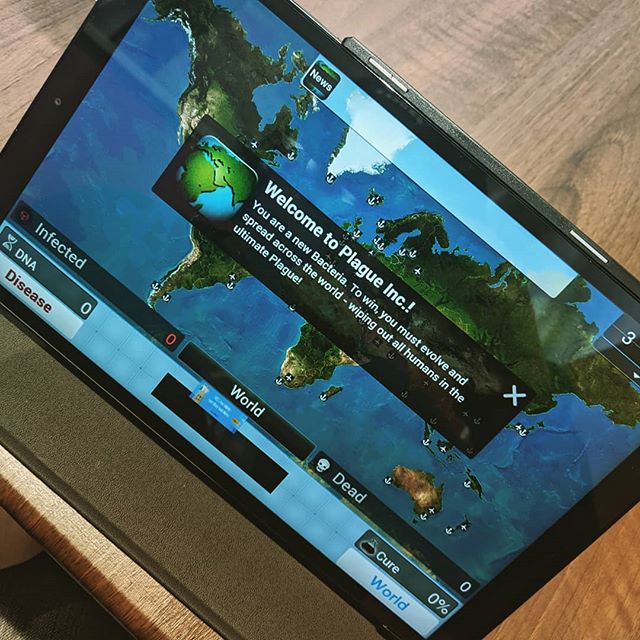 News
3
Welcome to Plague Inc.!
You are a new Bacteria. To win, you must evolve and
spread across the world - wiping out all humans in the
ultimate Plague!
Infected
0
World
Dead
0
DNA
0
Disease
Cure
0%
World